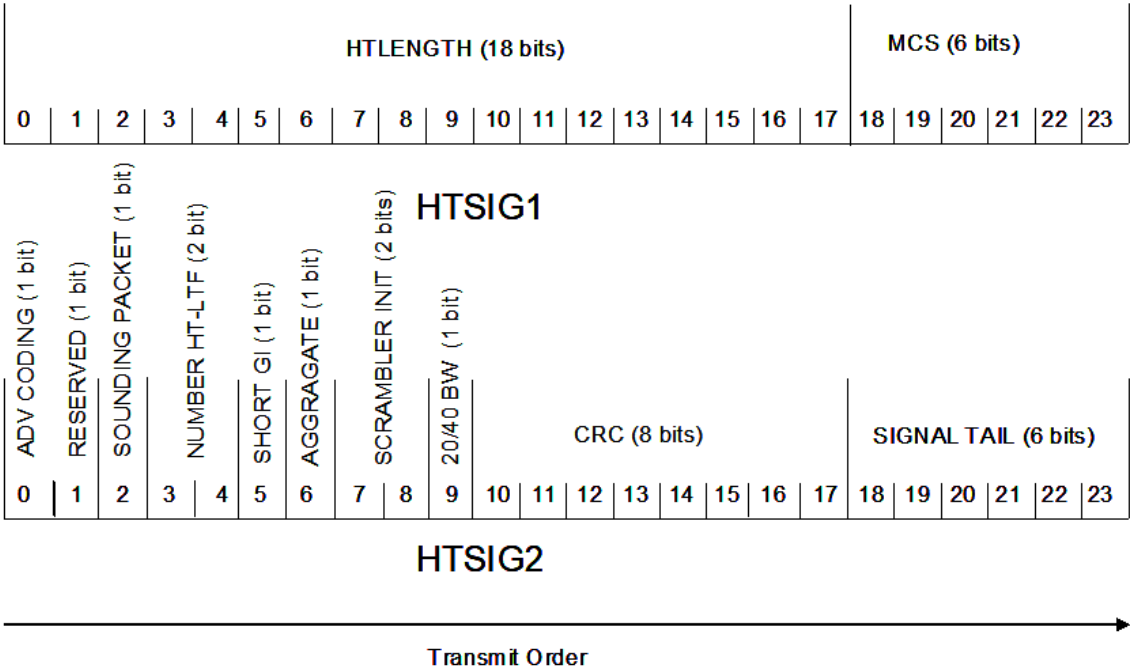 HTLENGTH (18 bits)
MCS (6 bits)
0 1 2 3 4 5 6 7 8 9 10 11 12 13 14 15 16 17 18 19 20 21 22 23
HTSIG1
ADV CODING (1 bit)
RESERVED (1 bit)
SOUNDING PACKET (1 bit)
NUMBER HT-LTF (2 bit)
SHORT GI (1 bit)
AGGRAGATE (1 bit)
SCRAMBLER INIT (2 bits)
20/40 BW (1 bit)
CRC (8 bits)
SIGNAL TAIL (6 bits)
0 1 2 3 4 5 6 7 8 9 10 11 12 13 14 15 16 17 18 19 20 21 22 23
HTSIG2
Transmit Order